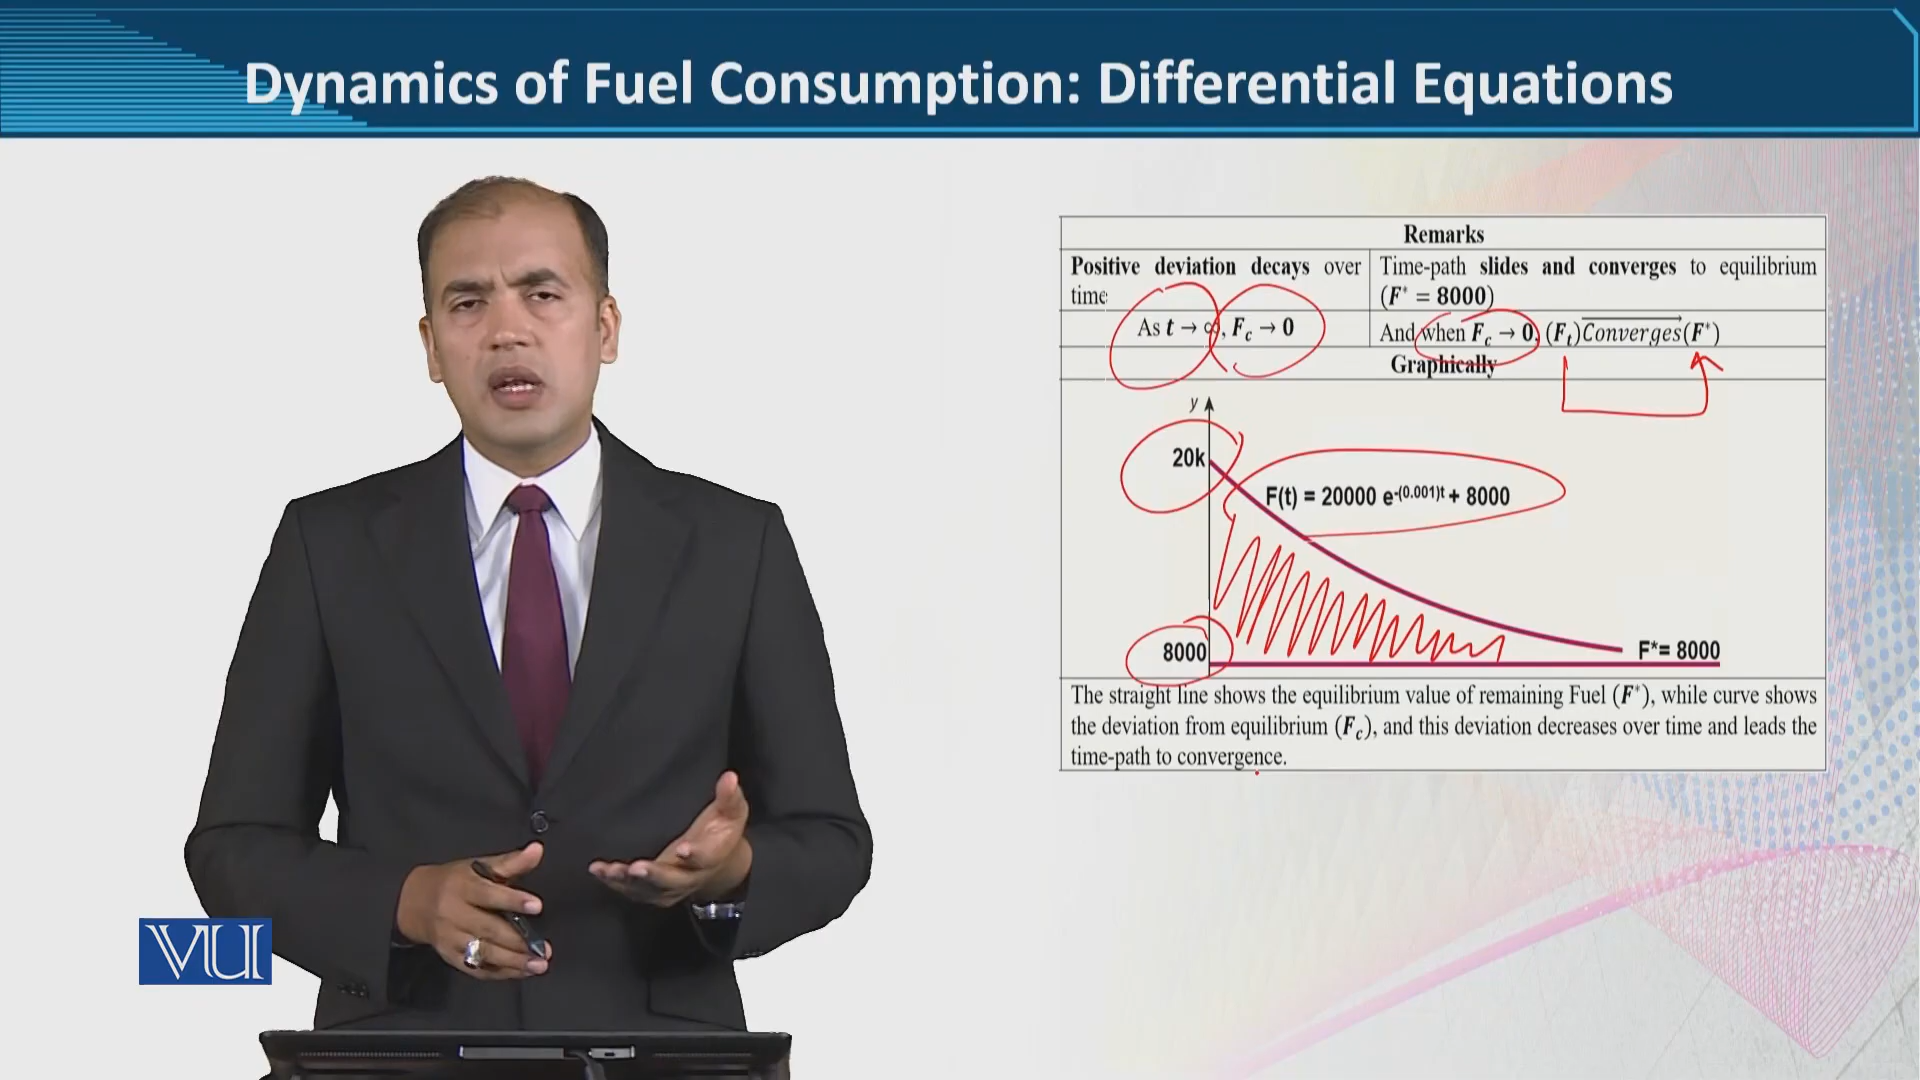 Dynamics of Fuel Consumption: Differential Equations
Remarks
Positive deviation decays over
time
Time-path slides and converges to equilibrium
(F* = 8000)
As t → ∞, F_c → 0
And when F_c → 0, (F_t)Converges(F*)
Graphically
y
20k
F(t) = 20000 e^-(0.001)t + 8000
8000
F*= 8000
The straight line shows the equilibrium value of remaining Fuel (F*), while curve shows
the deviation from equilibrium (F_c), and this deviation decreases over time and leads the
time-path to convergence.
VU